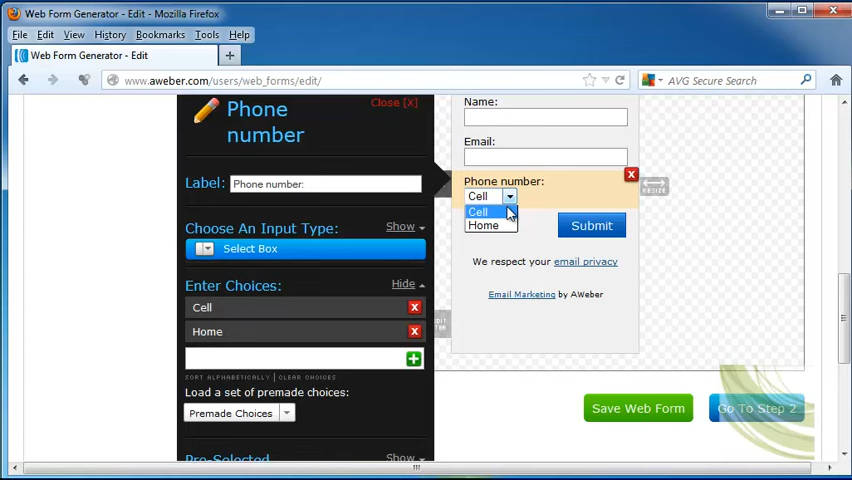 Web Form Generator - Edit - Mozilla Firefox
File Edit View History Bookmarks Tools Help
Web Form Generator - Edit
www.aweber.com/users/web_forms/edit/
AVG Secure Search
Phone
number
Close [X]
Label:
Phone number:
Choose An Input Type:
Show
Select Box
Enter Choices:
Hide
Cell
X
Home
X
SORT ALPHABETICALLY | CLEAR CHOICES
Load a set of premade choices:
Premade Choices
Pre-Selected
Show
Name:
Email:
Phone number:
X
RESIZE
Cell
Cell
Home
Submit
We respect your email privacy
Email Marketing by AWeber
Save Web Form
Go To Step 2